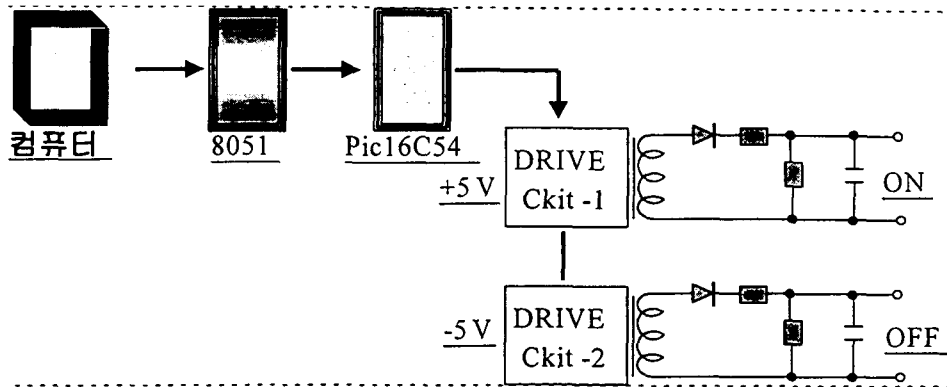 컴퓨터
8051
Pic16C54
DRIVE
Ckit -1
+5 V
ON
DRIVE
Ckit -2
-5 V
OFF